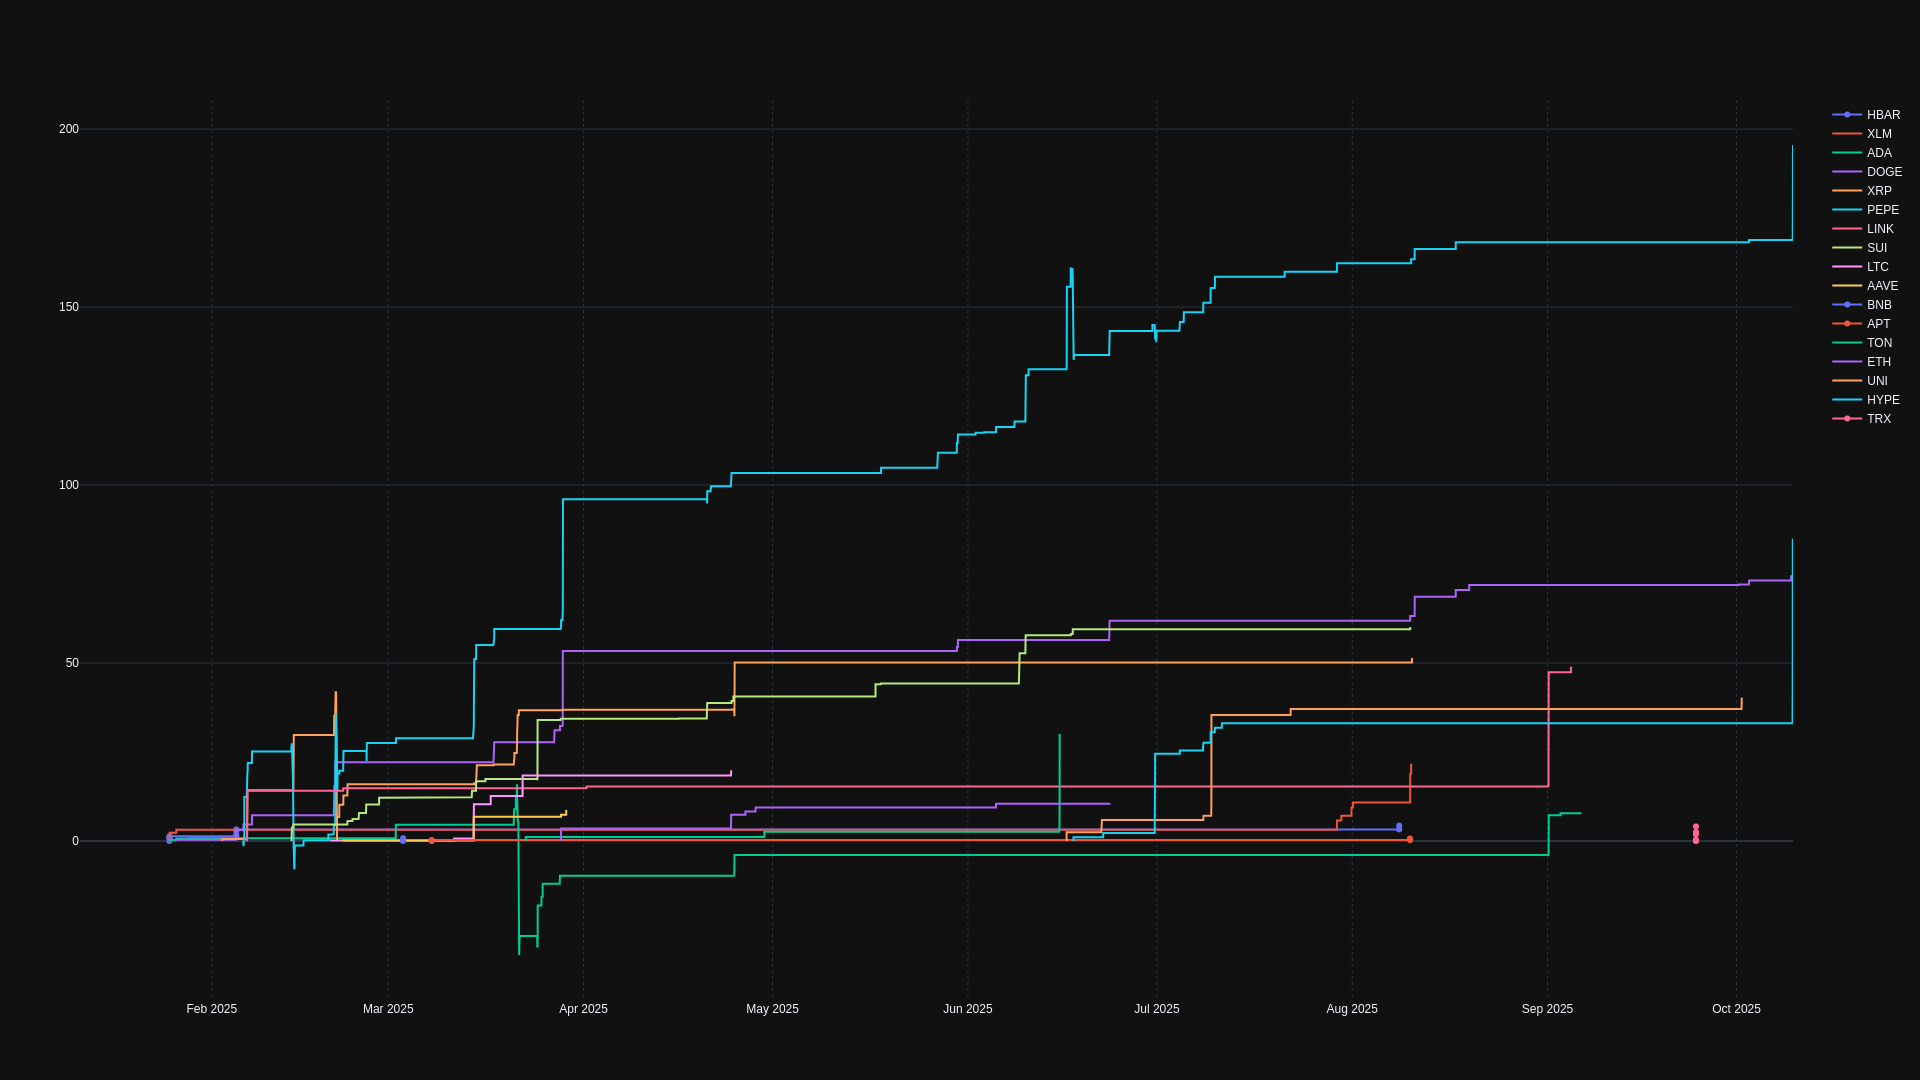 200
150
100
50
0
Feb 2025
Mar 2025
Apr 2025
May 2025
Jun 2025
Jul 2025
Aug 2025
Sep 2025
Oct 2025
HBAR
XLM
ADA
DOGE
XRP
PEPE
LINK
SUI
LTC
AAVE
BNB
APT
TON
ETH
UNI
HYPE
TRX